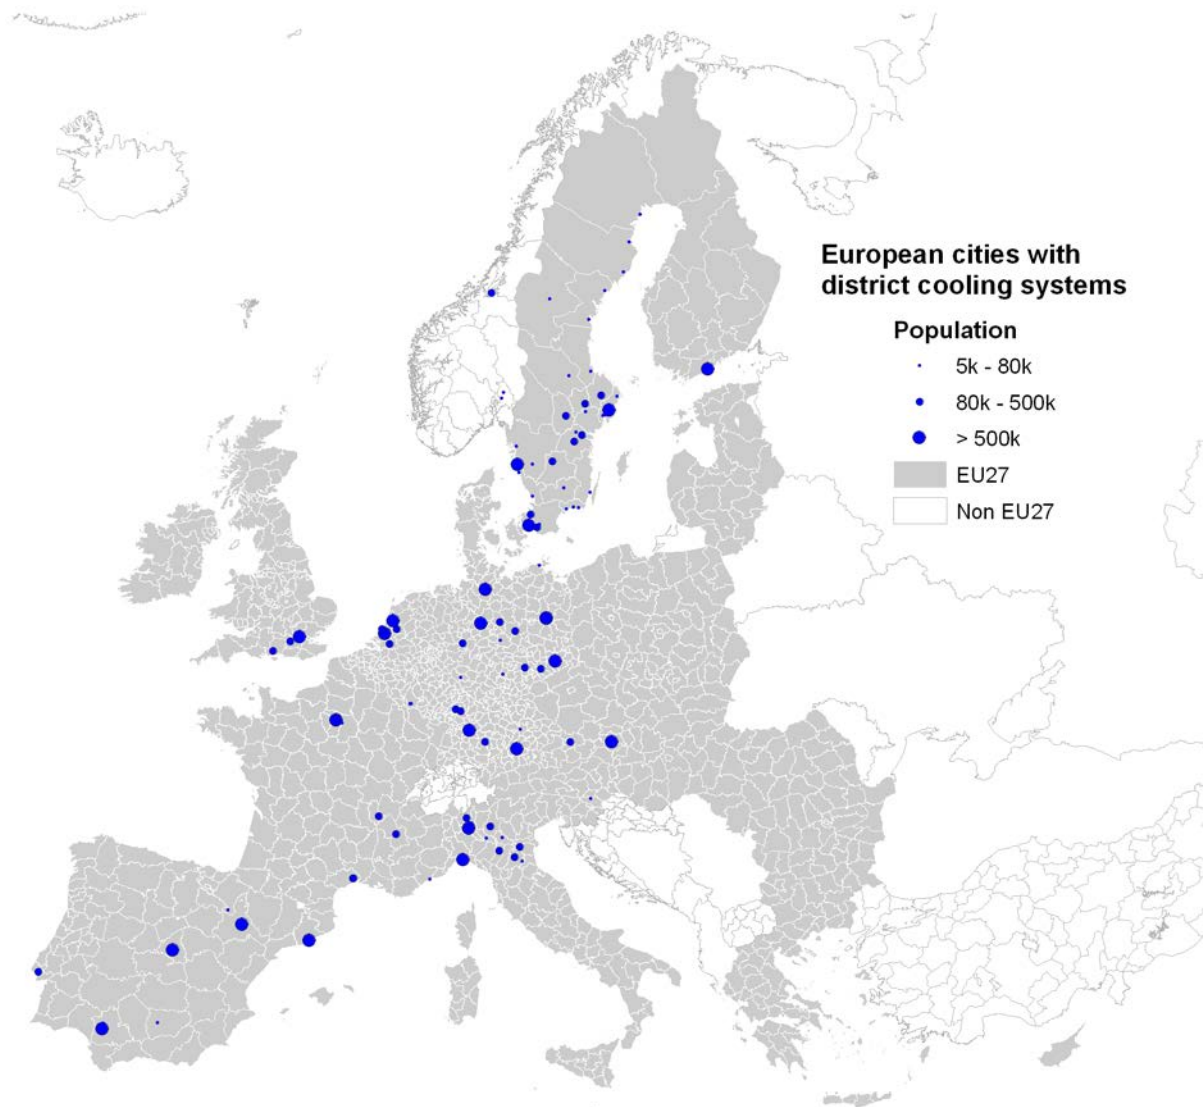 European cities with
district cooling systems
Population
5k - 80k
80k - 500k
> 500k
EU27
Non EU27